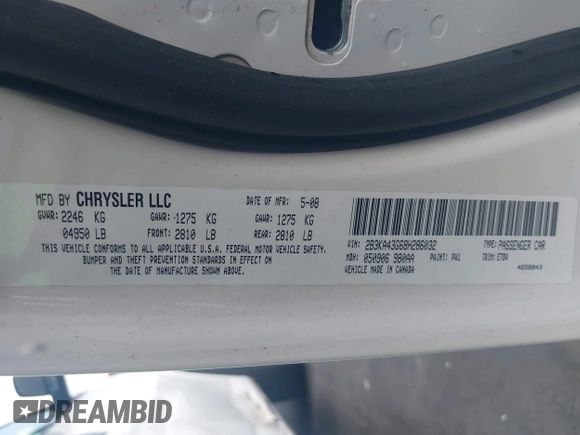 MFD BY CHRYSLER LLC DATE OF MFR: 5-08
GVWR: 2246 KG GAWR: 1275 KG GAWR: 1275 KG
04950 LB FRONT: 2810 LB REAR: 2810 LB
THIS VEHICLE CONFORMS TO ALL APPLICABLE U.S.A. FEDERAL MOTOR VEHICLE SAFETY,
BUMPER AND THEFT PREVENTION STANDARDS IN EFFECT ON
THE DATE OF MANUFACTURE SHOWN ABOVE.
VIN: 2B3KA43G68H286032 TYPE: PASSENGER CAR
MDH: 050906 980AA PAINT: PW1 TRIM: E7DV
VEHICLE MADE IN CANADA 4658843
DREAMBID